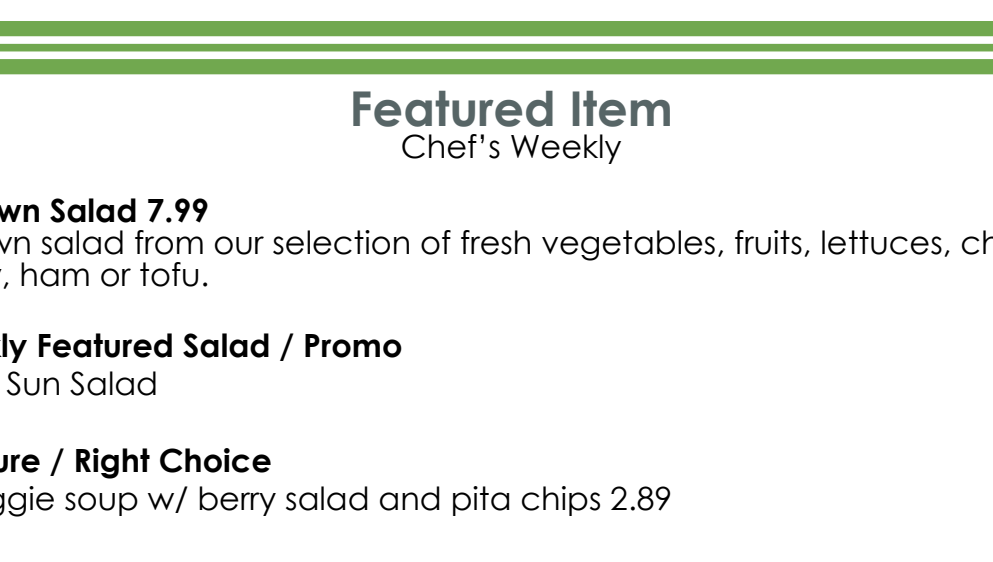 Featured Item
Chef’s Weekly
wn Salad 7.99
wn salad from our selection of fresh vegetables, fruits, lettuces, ch
, ham or tofu.
ly Featured Salad / Promo
Sun Salad
ure / Right Choice
ggie soup w/ berry salad and pita chips 2.89